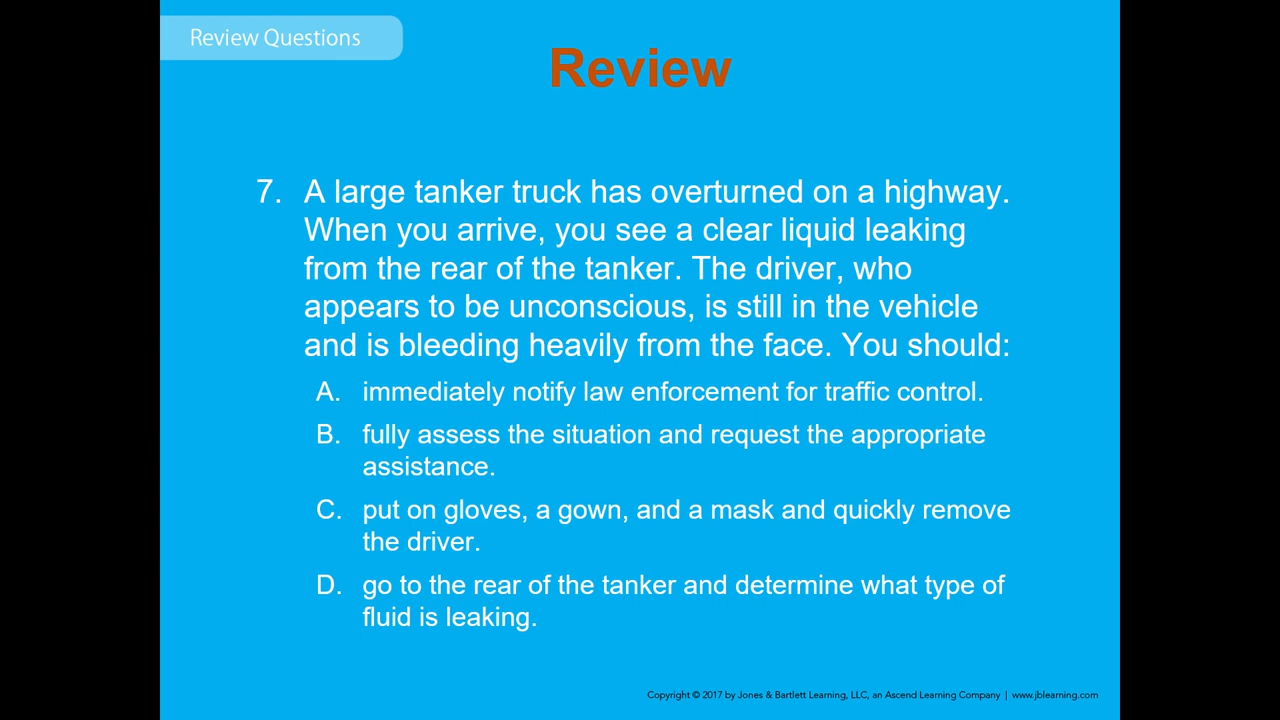 Review Questions
Review
7. A large tanker truck has overturned on a highway.
When you arrive, you see a clear liquid leaking
from the rear of the tanker. The driver, who
appears to be unconscious, is still in the vehicle
and is bleeding heavily from the face. You should:
A. immediately notify law enforcement for traffic control.
B. fully assess the situation and request the appropriate
assistance.
C. put on gloves, a gown, and a mask and quickly remove
the driver.
D. go to the rear of the tanker and determine what type of
fluid is leaking.
Copyright © 2017 by Jones & Bartlett Learning, LLC, an Ascend Learning Company | www.jblearning.com